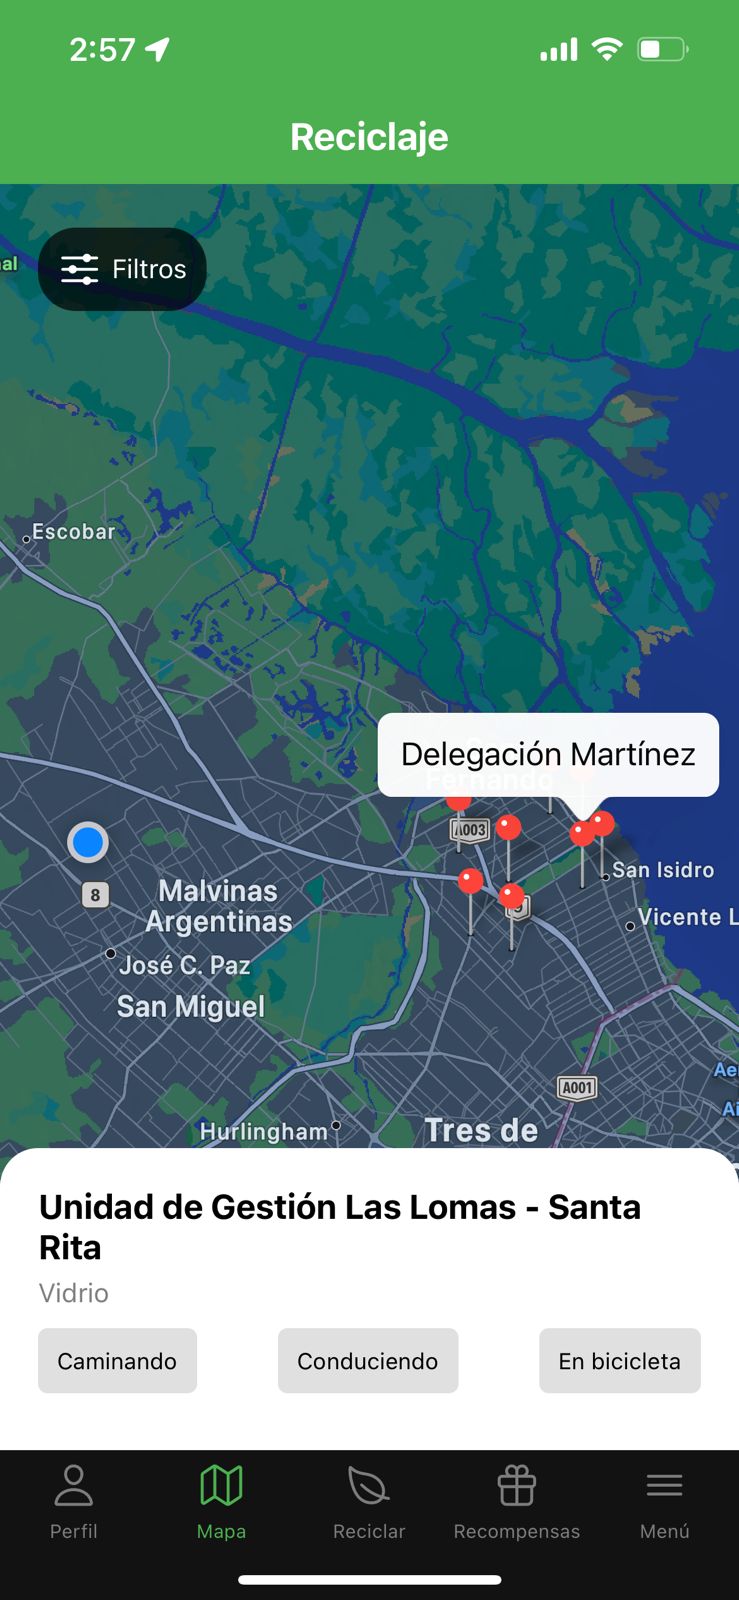 2:57
Reciclaje
al
Filtros
Escobar
Delegación Martínez
Fernando
A003
San Isidro
8
Malvinas
Argentinas
Vicente L
José C. Paz
San Miguel
A001
Ae
Ai
Hurlingham
Tres de
Unidad de Gestión Las Lomas - Santa
Rita
Vidrio
Caminando
Conduciendo
En bicicleta
Perfil
Mapa
Reciclar
Recompensas
Menú